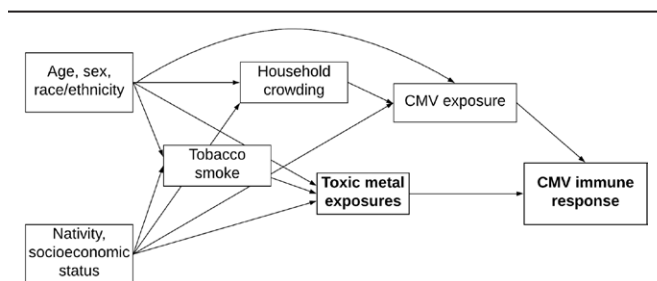 Age, sex,
race/ethnicity
Household
crowding
CMV exposure
Tobacco
smoke
Toxic metal
exposures
CMV immune
response
Nativity,
socioeconomic
status